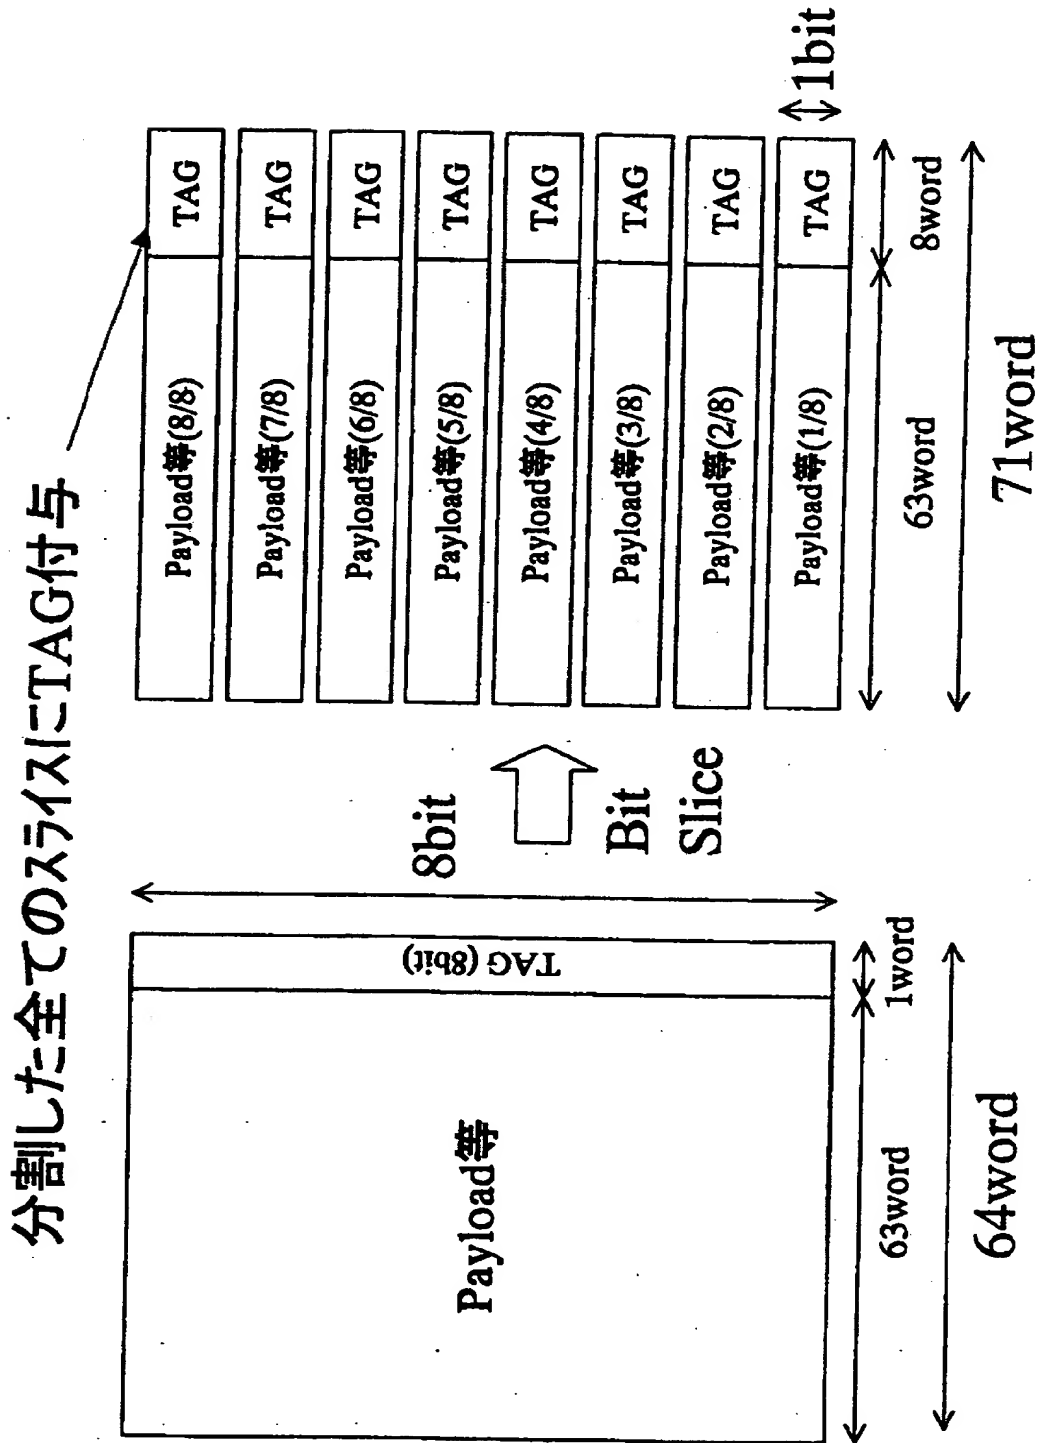 分割した全てのスライスにTAG付与
Payload等
TAG (8bit)
8bit
63word
1word
64word
Bit
Slice
Payload等(8/8)
TAG
Payload等(7/8)
TAG
Payload等(6/8)
TAG
Payload等(5/8)
TAG
Payload等(4/8)
TAG
Payload等(3/8)
TAG
Payload等(2/8)
TAG
Payload等(1/8)
TAG
1bit
63word
8word
71word